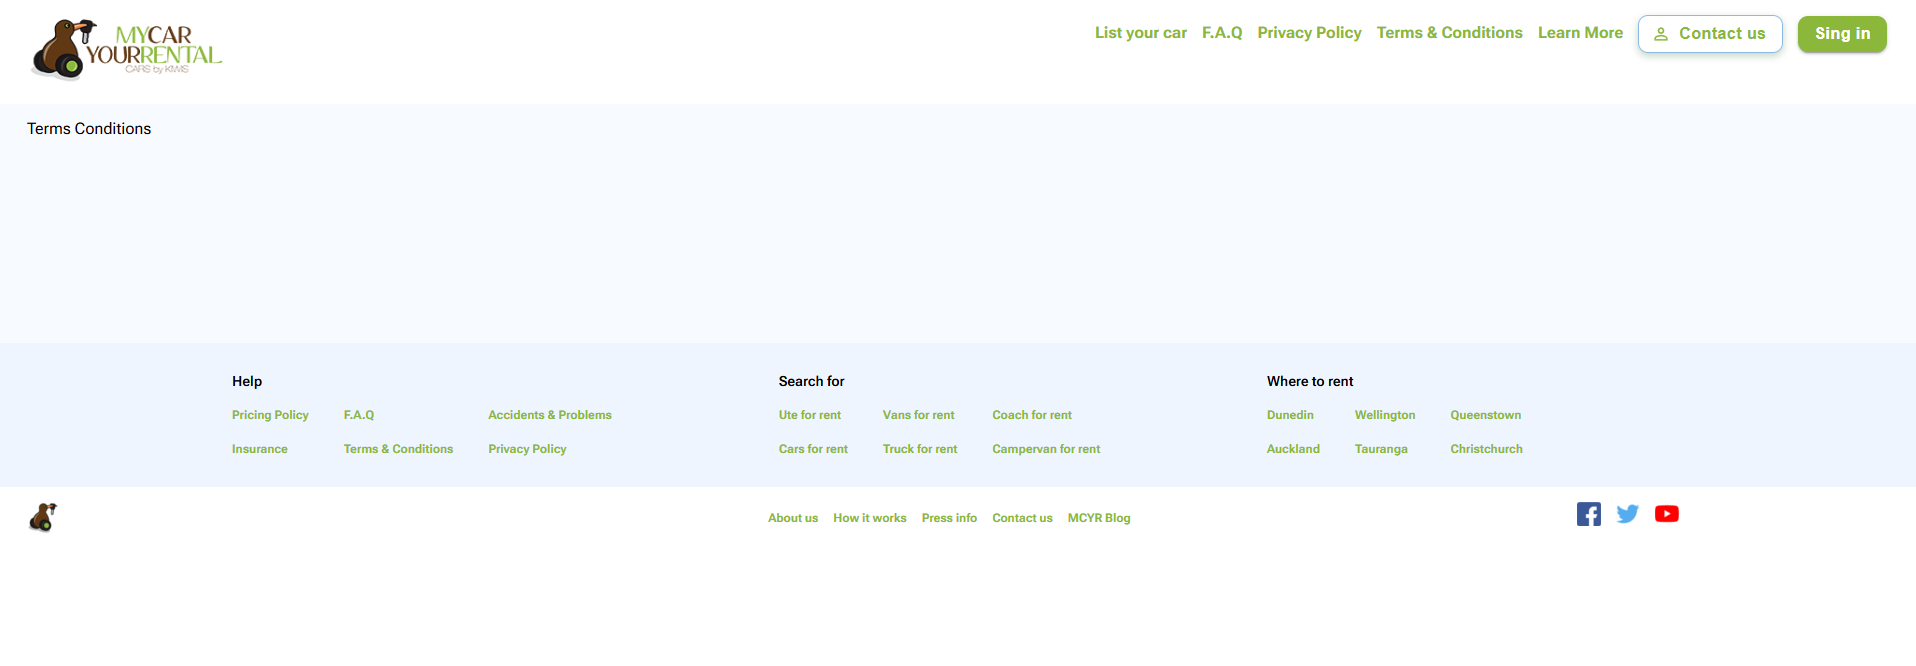 MYCAR
YOURRENTAL
CARS by KIWIS
List your car F.A.Q Privacy Policy Terms & Conditions Learn More Contact us Sing in
Terms Conditions
Help
Pricing Policy F.A.Q Accidents & Problems
Insurance Terms & Conditions Privacy Policy
Search for
Ute for rent Vans for rent Coach for rent
Cars for rent Truck for rent Campervan for rent
Where to rent
Dunedin Wellington Queenstown
Auckland Tauranga Christchurch
About us How it works Press info Contact us MCYR Blog